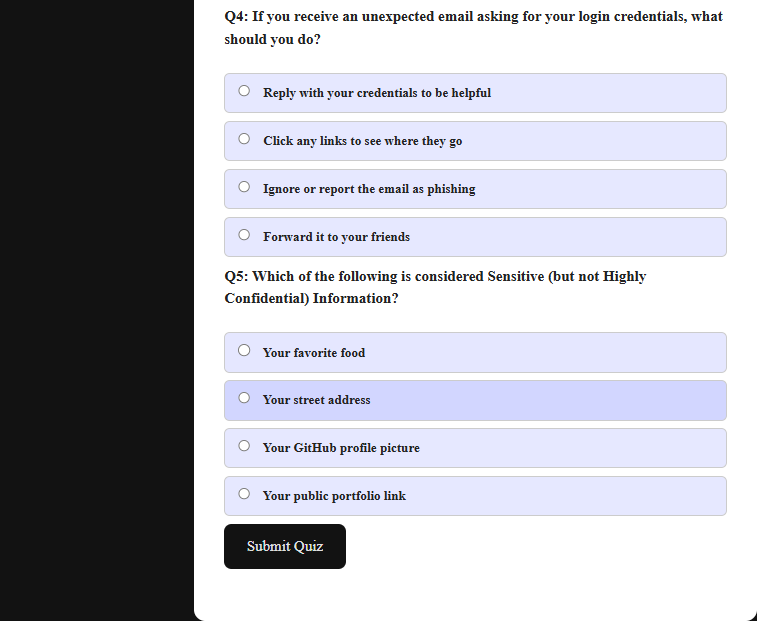 Q4: If you receive an unexpected email asking for your login credentials, what
should you do?
Reply with your credentials to be helpful
Click any links to see where they go
Ignore or report the email as phishing
Forward it to your friends
Q5: Which of the following is considered Sensitive (but not Highly
Confidential) Information?
Your favorite food
Your street address
Your GitHub profile picture
Your public portfolio link
Submit Quiz